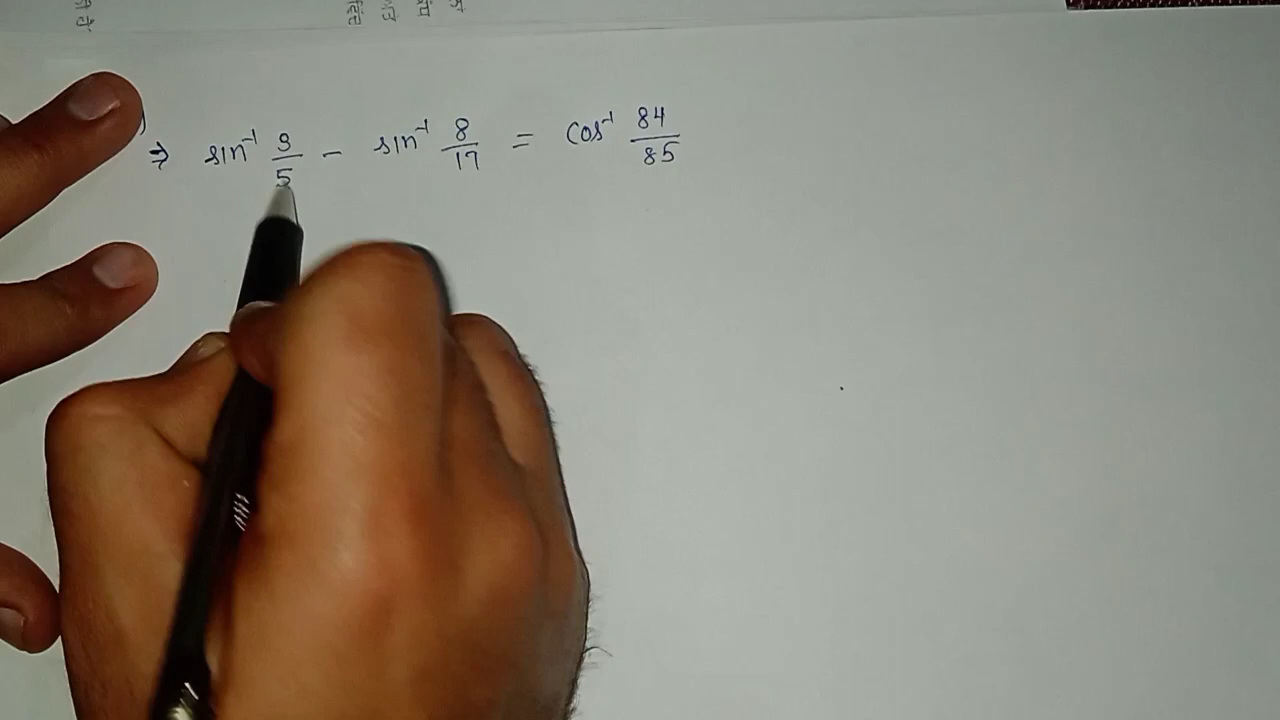 ⇒ sin⁻¹ 3/5 − sin⁻¹ 8/17 = cos⁻¹ 84/85